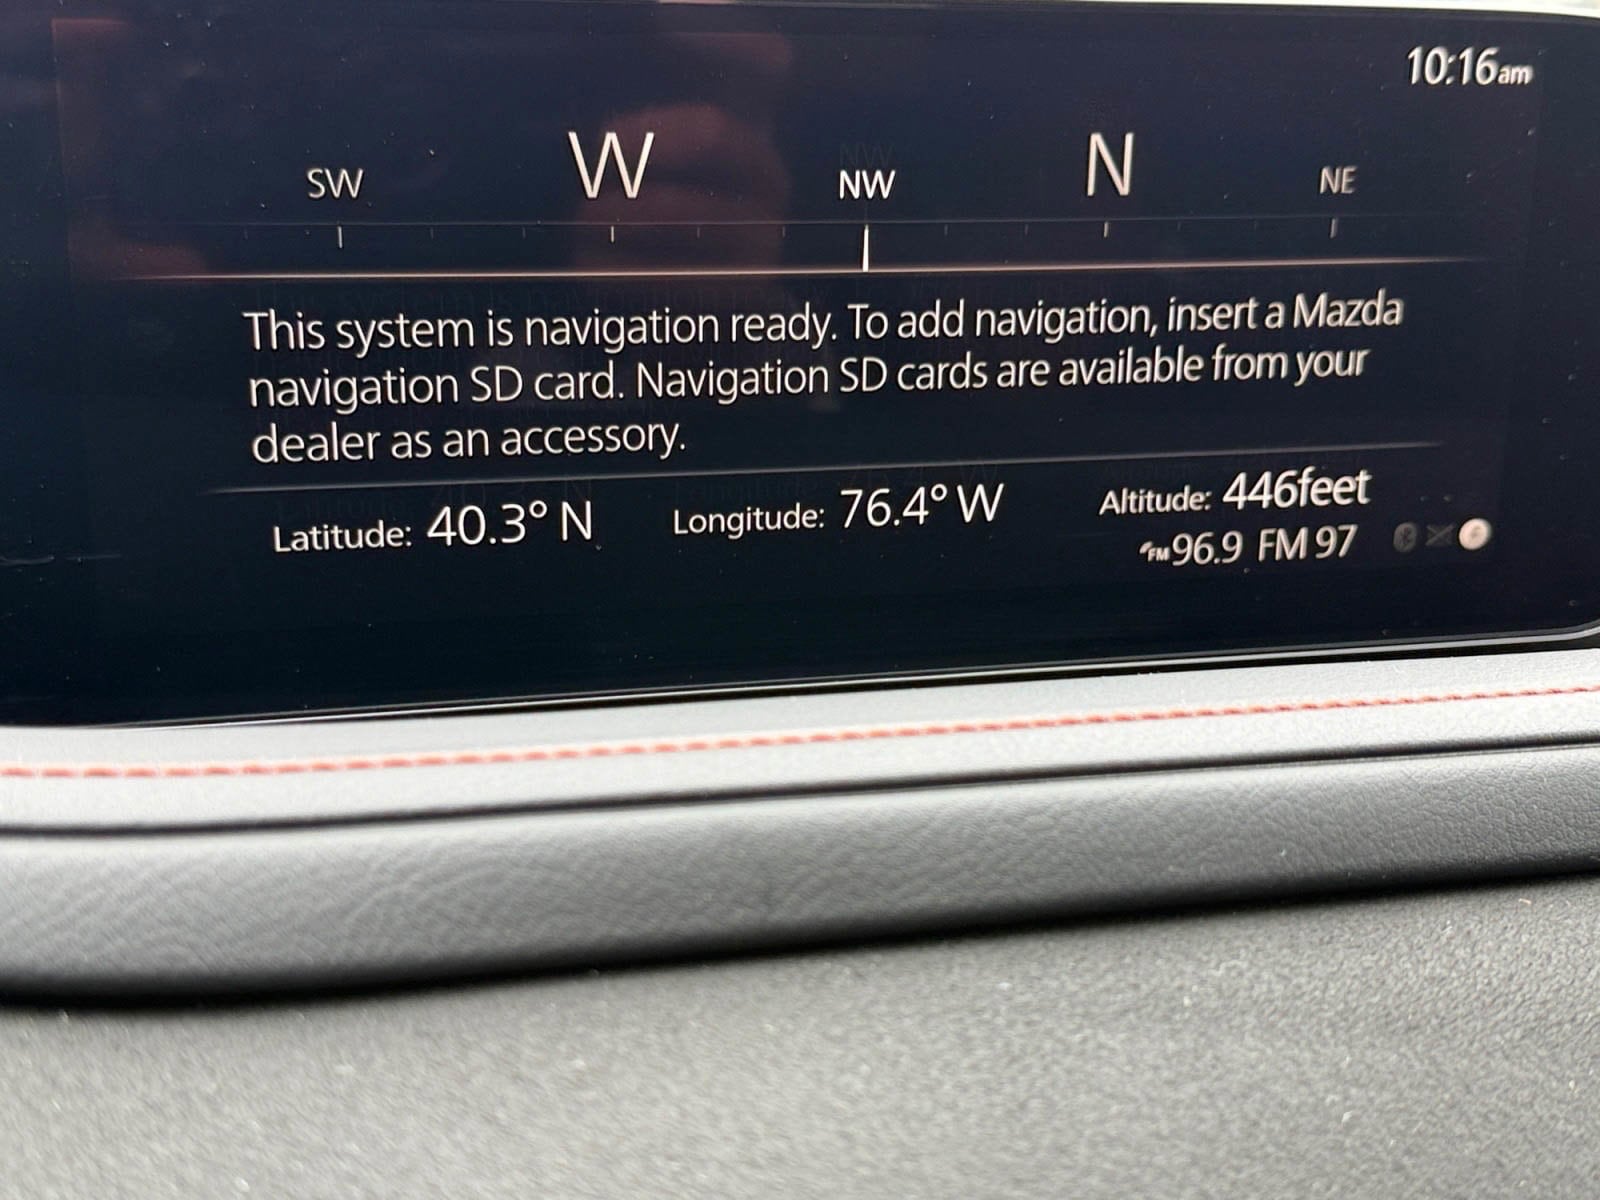 10:16am
SW W NW N NE
This system is navigation ready. To add navigation, insert a Mazda
navigation SD card. Navigation SD cards are available from your
dealer as an accessory.
Latitude: 40.3° N Longitude: 76.4° W Altitude: 446feet
FM 96.9 FM 97